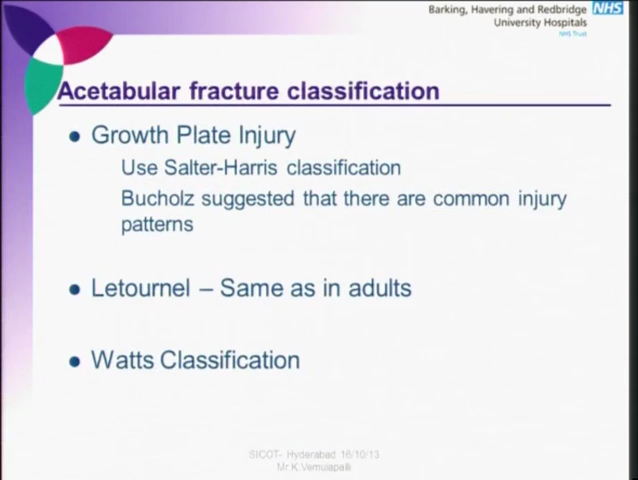 Barking, Havering and Redbridge NHS
University Hospitals
NHS Trust
Acetabular fracture classification
Growth Plate Injury
Use Salter-Harris classification
Bucholz suggested that there are common injury
patterns
Letournel – Same as in adults
Watts Classification
SICOT- Hyderabad 16/10/13
Mr.K.Vemulapalli